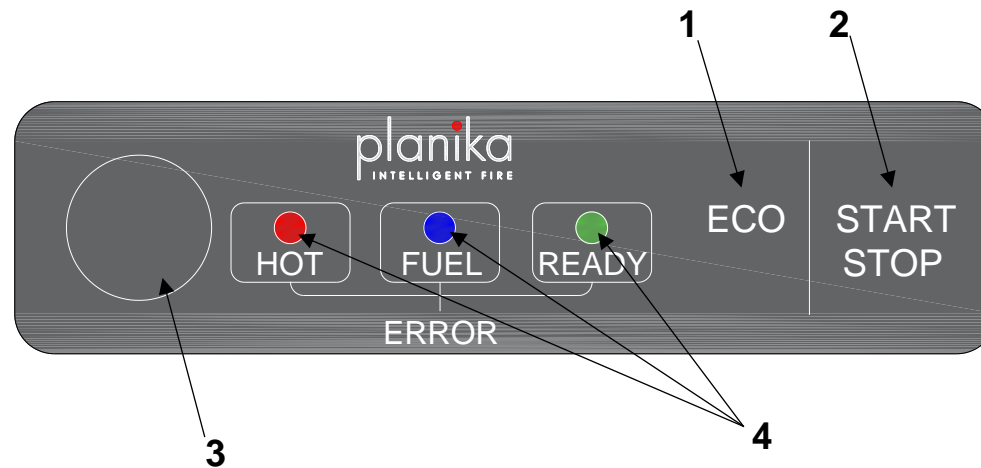 1
2
planika
INTELLIGENT FIRE
ECO
START
STOP
HOT
FUEL
READY
ERROR
3
4